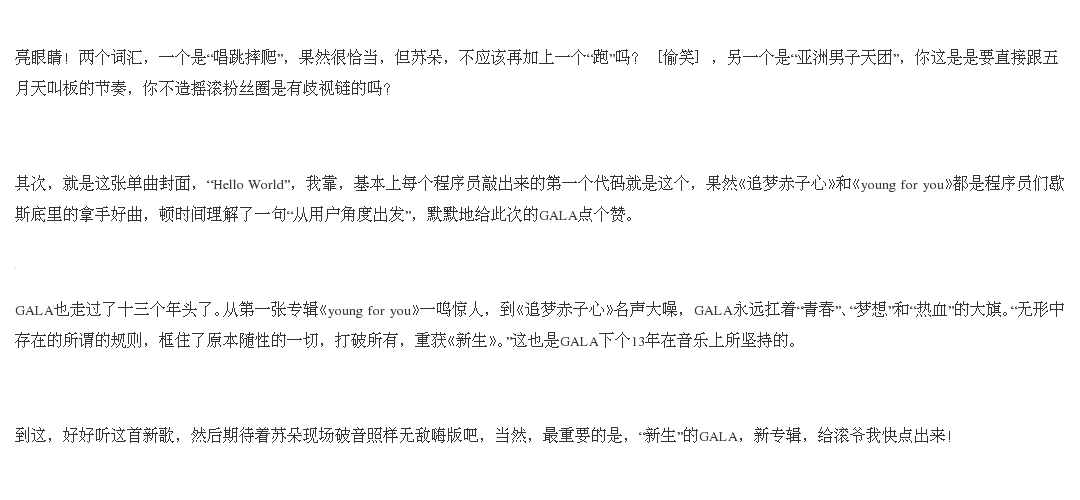 亮眼睛！两个词汇，一个是“唱跳摔爬”，果然很恰当，但苏朵，不应该再加上一个“跑”吗？［偷笑］，另一个是“亚洲男子天团”，你这是是要直接跟五
月天叫板的节奏，你不造摇滚粉丝圈是有歧视链的吗？
其次，就是这张单曲封面，“Hello World”，我靠，基本上每个程序员敲出来的第一个代码就是这个，果然《追梦赤子心》和《young for you》都是程序员们歇
斯底里的拿手好曲，顿时间理解了一句“从用户角度出发”，默默地给此次的GALA点个赞。
GALA也走过了十三个年头了。从第一张专辑《young for you》一鸣惊人，到《追梦赤子心》名声大噪，GALA永远扛着“青春”、“梦想”和“热血”的大旗。“无形中
存在的所谓的规则，框住了原本随性的一切，打破所有，重获《新生》。”这也是GALA下个13年在音乐上所坚持的。
到这，好好听这首新歌，然后期待着苏朵现场破音照样无敌嗨版吧，当然，最重要的是，“新生”的GALA，新专辑，给滚爷我快点出来！